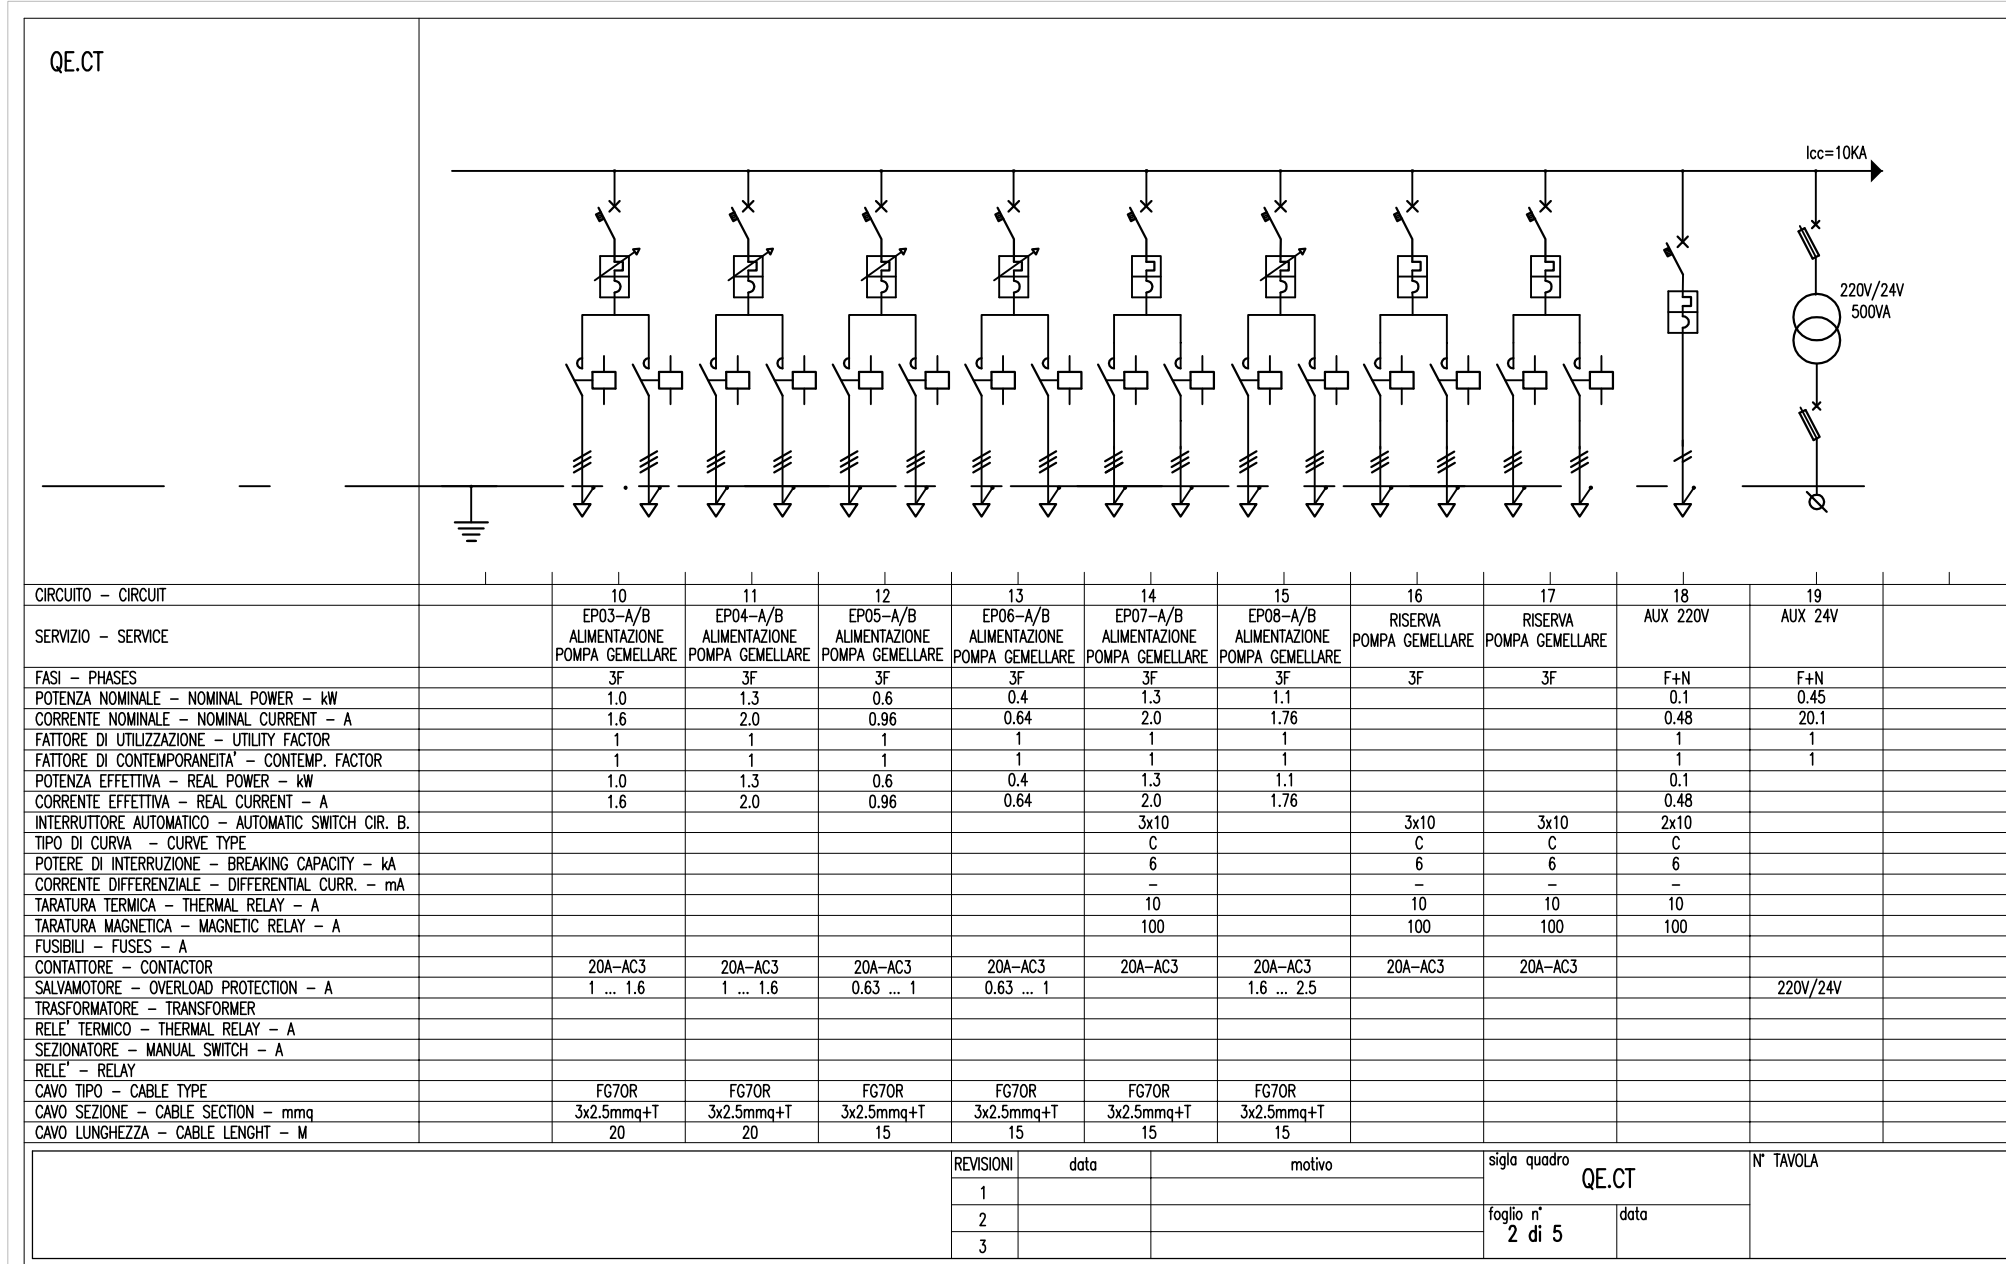 QE.CT
Icc=10KA
220V/24V
500VA
CIRCUITO – CIRCUIT 10 11 12 13 14 15 16 17 18 19
SERVIZIO – SERVICE
EP03–A/B EP04–A/B EP05–A/B EP06–A/B EP07–A/B EP08–A/B RISERVA RISERVA AUX 220V AUX 24V
ALIMENTAZIONE ALIMENTAZIONE ALIMENTAZIONE ALIMENTAZIONE ALIMENTAZIONE ALIMENTAZIONE POMPA GEMELLARE POMPA GEMELLARE
POMPA GEMELLARE POMPA GEMELLARE POMPA GEMELLARE POMPA GEMELLARE POMPA GEMELLARE POMPA GEMELLARE
FASI – PHASES 3F 3F 3F 3F 3F 3F 3F 3F F+N F+N
POTENZA NOMINALE – NOMINAL POWER – kW 1.0 1.3 0.6 0.4 1.3 1.1 0.1 0.45
CORRENTE NOMINALE – NOMINAL CURRENT – A 1.6 2.0 0.96 0.64 2.0 1.76 0.48 20.1
FATTORE DI UTILIZZAZIONE – UTILITY FACTOR 1 1 1 1 1 1 1 1
FATTORE DI CONTEMPORANEITA' – CONTEMP. FACTOR 1 1 1 1 1 1 1 1
POTENZA EFFETTIVA – REAL POWER – kW 1.0 1.3 0.6 0.4 1.3 1.1 0.1
CORRENTE EFFETTIVA – REAL CURRENT – A 1.6 2.0 0.96 0.64 2.0 1.76 0.48
INTERRUTTORE AUTOMATICO – AUTOMATIC SWITCH CIR. B. 3x10 3x10 3x10 2x10
TIPO DI CURVA – CURVE TYPE C C C C
POTERE DI INTERRUZIONE – BREAKING CAPACITY – kA 6 6 6 6
CORRENTE DIFFERENZIALE – DIFFERENTIAL CURR. – mA – – – –
TARATURA TERMICA – THERMAL RELAY – A 10 10 10 10
TARATURA MAGNETICA – MAGNETIC RELAY – A 100 100 100 100
FUSIBILI – FUSES – A
CONTATTORE – CONTACTOR 20A–AC3 20A–AC3 20A–AC3 20A–AC3 20A–AC3 20A–AC3 20A–AC3 20A–AC3
SALVAMOTORE – OVERLOAD PROTECTION – A 1 ... 1.6 1 ... 1.6 0.63 ... 1 0.63 ... 1 1.6 ... 2.5 220V/24V
TRASFORMATORE – TRANSFORMER
RELE' TERMICO – THERMAL RELAY – A
SEZIONATORE – MANUAL SWITCH – A
RELE' – RELAY
CAVO TIPO – CABLE TYPE FG7OR FG7OR FG7OR FG7OR FG7OR FG7OR
CAVO SEZIONE – CABLE SECTION – mmq 3x2.5mmq+T 3x2.5mmq+T 3x2.5mmq+T 3x2.5mmq+T 3x2.5mmq+T 3x2.5mmq+T
CAVO LUNGHEZZA – CABLE LENGHT – M 20 20 15 15 15 15
REVISIONI data motivo
1
2
3
sigla quadro
QE.CT
foglio n°
2 di 5
data
N° TAVOLA